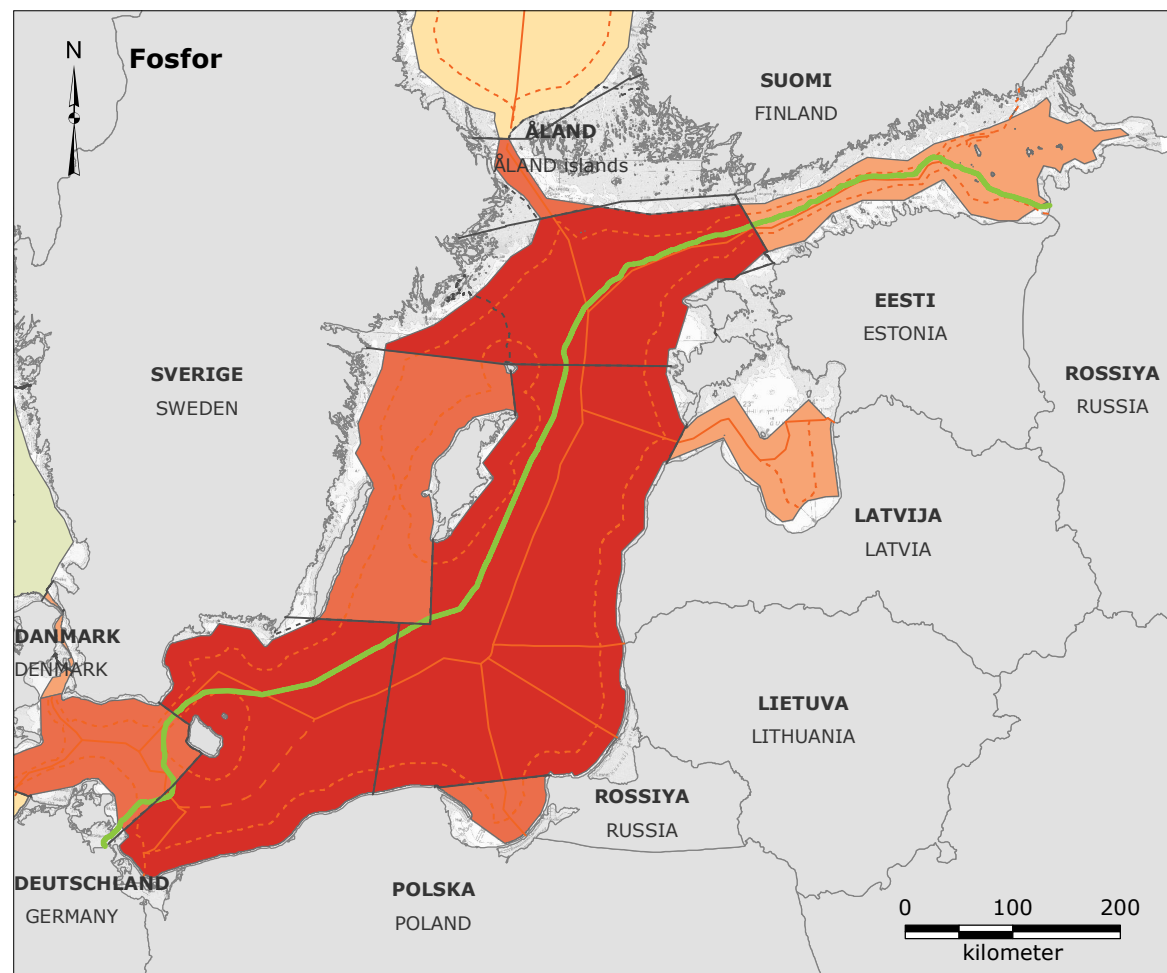 N
Fosfor
SUOMI
FINLAND
ÅLAND
ÅLAND islands
EESTI
ESTONIA
SVERIGE
SWEDEN
ROSSIYA
RUSSIA
LATVIJA
LATVIA
DANMARK
DENMARK
LIETUVA
LITHUANIA
ROSSIYA
RUSSIA
DEUTSCHLAND
GERMANY
POLSKA
POLAND
0 100 200
kilometer